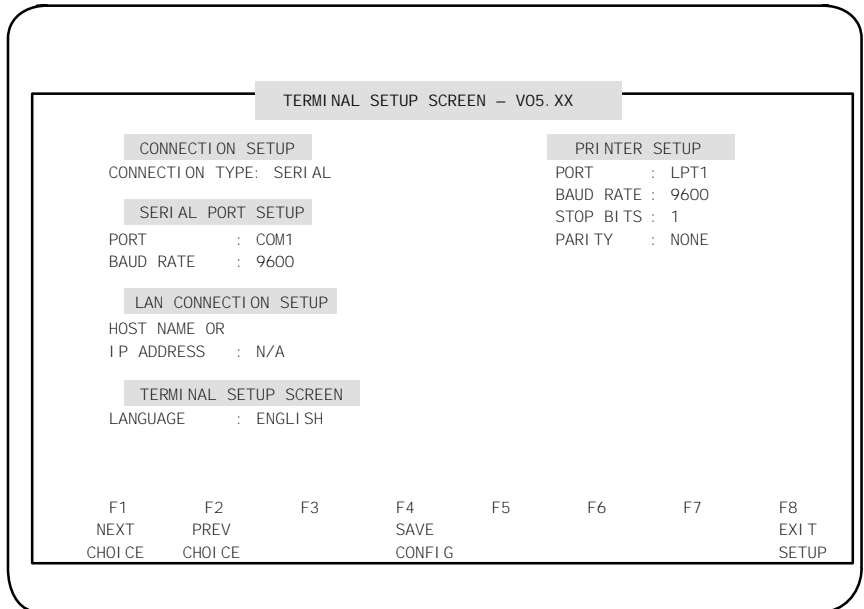 TERMINAL SETUP SCREEN – V05.XX
CONNECTION SETUP
CONNECTION TYPE: SERIAL
SERIAL PORT SETUP
PORT : COM1
BAUD RATE : 9600
LAN CONNECTION SETUP
HOST NAME OR
IP ADDRESS : N/A
TERMINAL SETUP SCREEN
LANGUAGE : ENGLISH
PRINTER SETUP
PORT : LPT1
BAUD RATE : 9600
STOP BITS : 1
PARITY : NONE
F1 F2 F3 F4 F5 F6 F7 F8
NEXT PREV SAVE EXIT
CHOICE CHOICE CONFIG SETUP